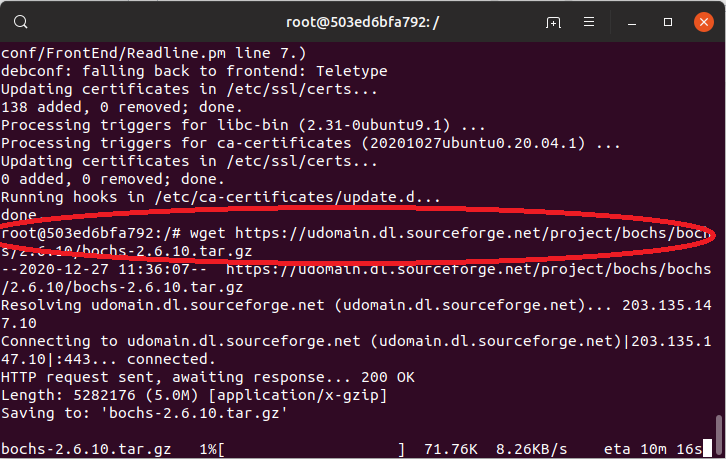 root@503ed6bfa792: /
conf/FrontEnd/Readline.pm line 7.)
debconf: falling back to frontend: Teletype
Updating certificates in /etc/ssl/certs...
138 added, 0 removed; done.
Processing triggers for libc-bin (2.31-0ubuntu9.1) ...
Processing triggers for ca-certificates (20201027ubuntu0.20.04.1) ...
Updating certificates in /etc/ssl/certs...
0 added, 0 removed; done.
Running hooks in /etc/ca-certificates/update.d...
done.
root@503ed6bfa792:/# wget https://udomain.dl.sourceforge.net/project/bochs/boch
s/2.6.10/bochs-2.6.10.tar.gz
--2020-12-27 11:36:07--  https://udomain.dl.sourceforge.net/project/bochs/bochs
/2.6.10/bochs-2.6.10.tar.gz
Resolving udomain.dl.sourceforge.net (udomain.dl.sourceforge.net)... 203.135.14
7.10
Connecting to udomain.dl.sourceforge.net (udomain.dl.sourceforge.net)|203.135.1
47.10|:443... connected.
HTTP request sent, awaiting response... 200 OK
Length: 5282176 (5.0M) [application/x-gzip]
Saving to: 'bochs-2.6.10.tar.gz'
bochs-2.6.10.tar.gz   1%[                    ]  71.76K  8.26KB/s    eta 10m 16s